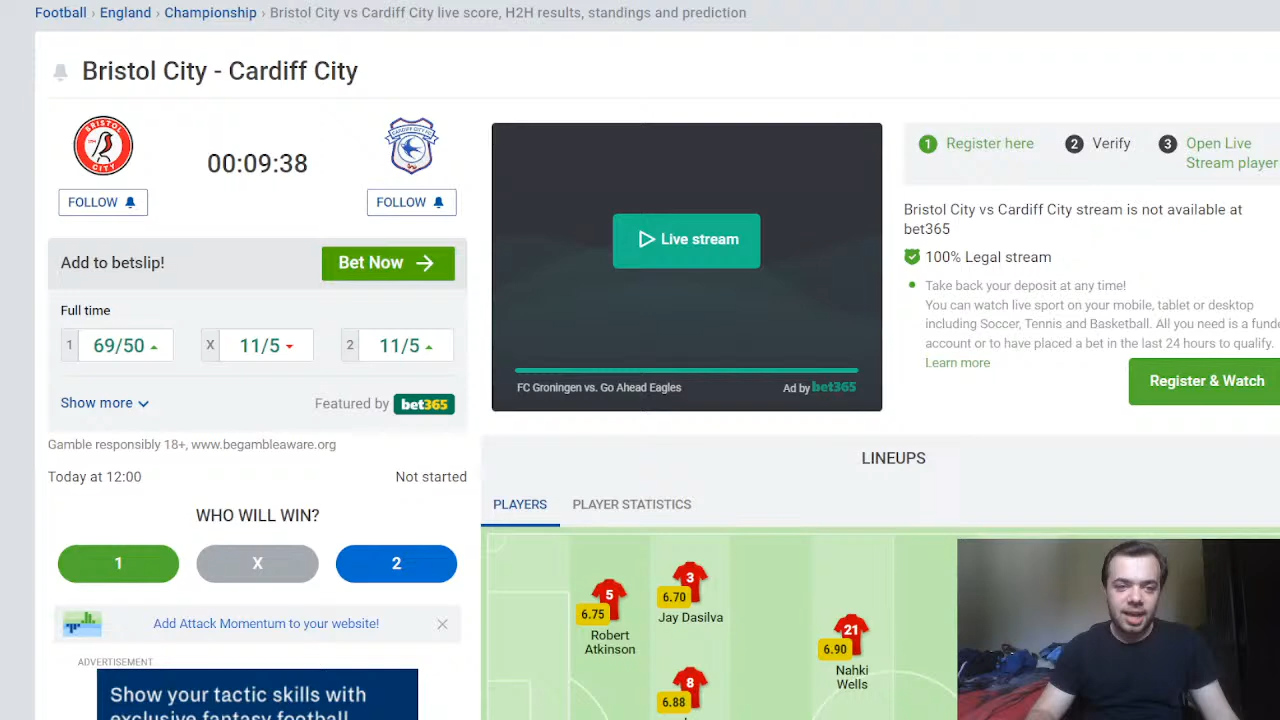 Football › England › Championship › Bristol City vs Cardiff City live score, H2H results, standings and prediction
Bristol City - Cardiff City
BRISTOL
CITY
CARDIFF CITY FC
00:09:38
FOLLOW
FOLLOW
Add to betslip!
Bet Now
Full time
1 69/50
X 11/5
2 11/5
Show more
Featured by bet365
Gamble responsibly 18+, www.begambleaware.org
Today at 12:00
Not started
WHO WILL WIN?
1
X
2
Add Attack Momentum to your website!
ADVERTISEMENT
Show your tactic skills with
exclusive fantasy football
Live stream
FC Groningen vs. Go Ahead Eagles
Ad by bet365
1 Register here
2 Verify
3 Open Live
Stream player
Bristol City vs Cardiff City stream is not available at
bet365
100% Legal stream
Take back your deposit at any time!
You can watch live sport on your mobile, tablet or desktop
including Soccer, Tennis and Basketball. All you need is a funde
account or to have placed a bet in the last 24 hours to qualify.
Learn more
Register & Watch
LINEUPS
PLAYERS
PLAYER STATISTICS
5
6.75
Robert
Atkinson
3
6.70
Jay Dasilva
8
6.88
21
6.90
Nahki
Wells